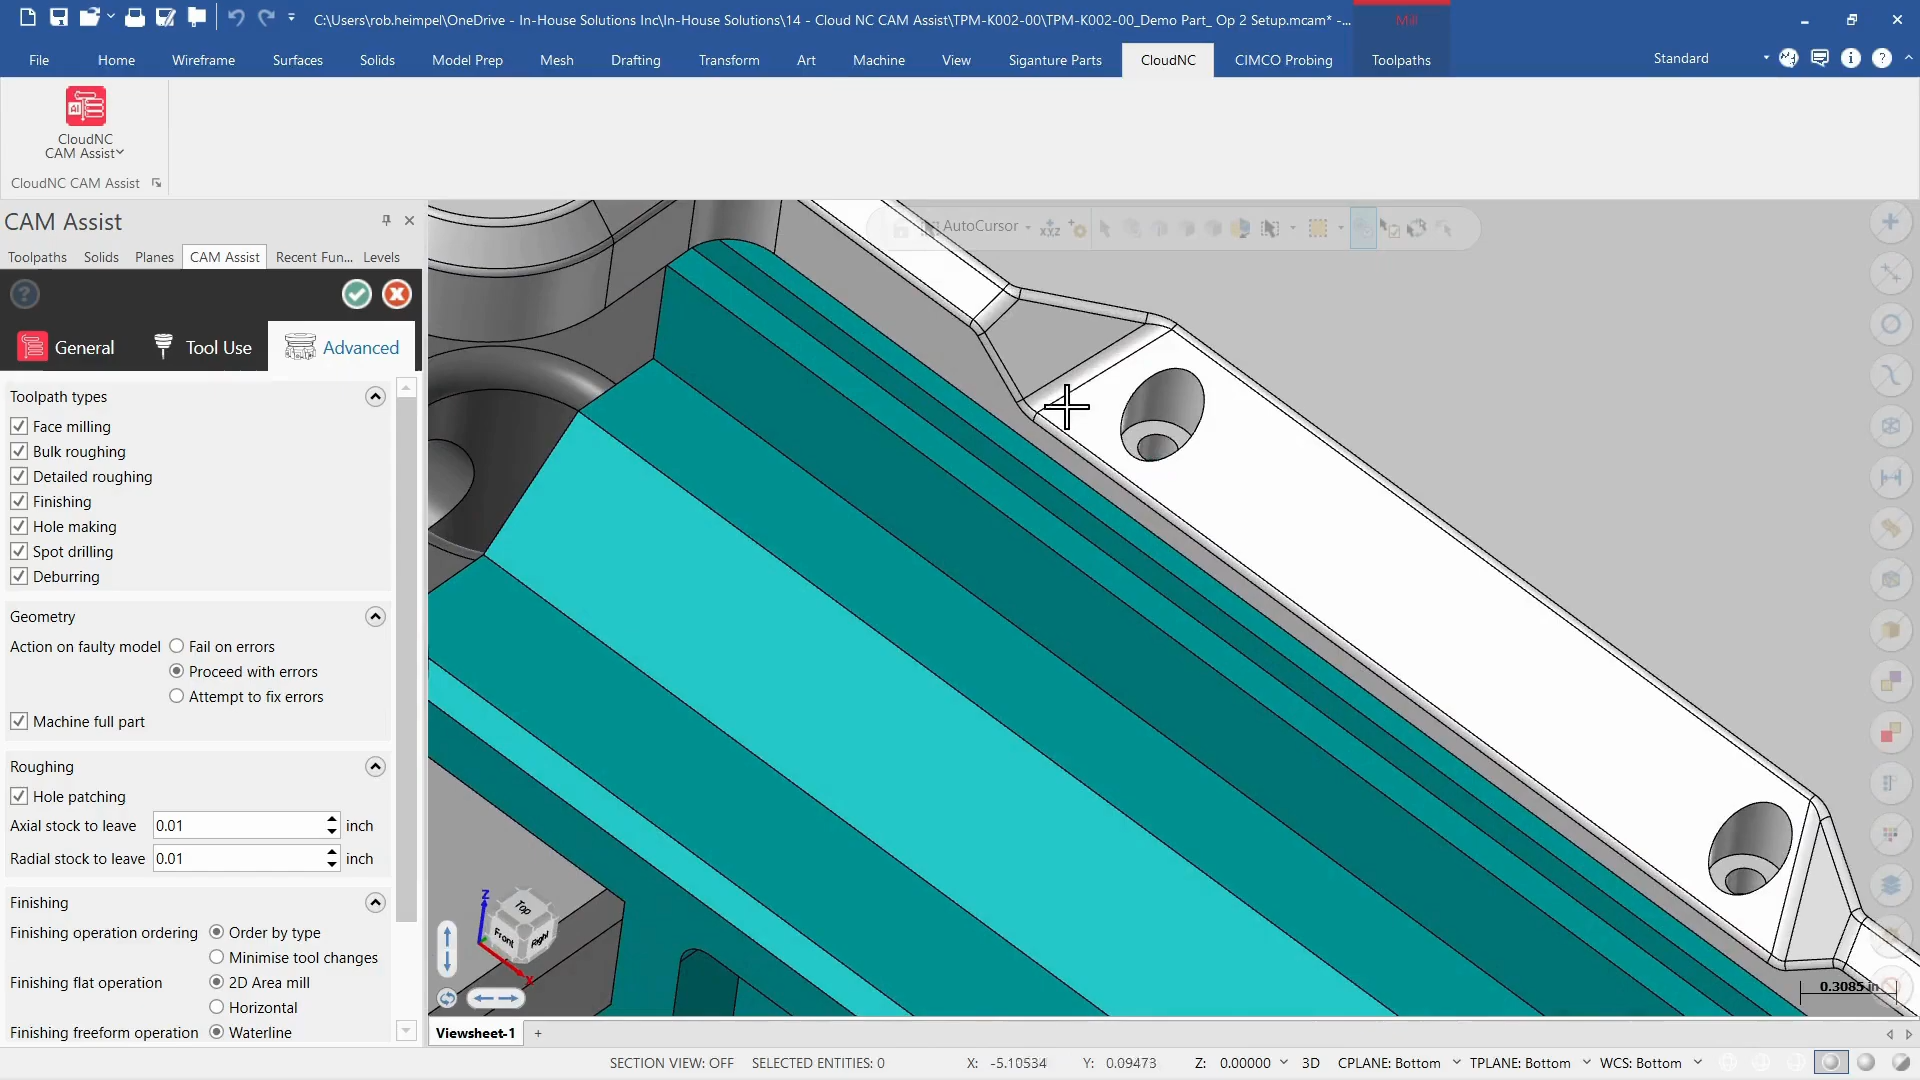 C:\Users\rob.heimpel\OneDrive - In-House Solutions Inc\In-House Solutions\14 - Cloud NC CAM Assist\TPM-K002-00\TPM-K002-00_Demo Part_ Op 2 Setup.mcam* -...
Mill
File Home Wireframe Surfaces Solids Model Prep Mesh Drafting Transform Art Machine View Siganture Parts CloudNC CIMCO Probing Toolpaths Standard
AI
CloudNC
CAM Assist
CloudNC CAM Assist
CAM Assist
AutoCursor
Toolpaths Solids Planes CAM Assist Recent Fun... Levels
General Tool Use Advanced
Toolpath types
Face milling
Bulk roughing
Detailed roughing
Finishing
Hole making
Spot drilling
Deburring
Geometry
Action on faulty model Fail on errors
Proceed with errors
Attempt to fix errors
Machine full part
Roughing
Hole patching
Axial stock to leave 0.01 inch
Radial stock to leave 0.01 inch
Finishing
Finishing operation ordering Order by type
Minimise tool changes
Finishing flat operation 2D Area mill
Horizontal
Finishing freeform operation Waterline
Z
Top
Front
Right
X
0.3085 in
Viewsheet-1 +
SECTION VIEW: OFF SELECTED ENTITIES: 0 X: -5.10534 Y: 0.09473 Z: 0.00000 3D CPLANE: Bottom TPLANE: Bottom WCS: Bottom